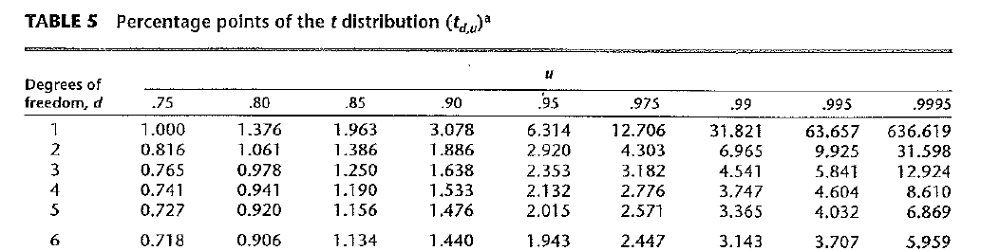 TABLE 5 Percentage points of the t distribution (t_d,u)^a
u
Degrees of
freedom, d .75 .80 .85 .90 .95 .975 .99 .995 .9995
1 1.000 1.376 1.963 3.078 6.314 12.706 31.821 63.657 636.619
2 0.816 1.061 1.386 1.886 2.920 4.303 6.965 9.925 31.598
3 0.765 0.978 1.250 1.638 2.353 3.182 4.541 5.841 12.924
4 0.741 0.941 1.190 1.533 2.132 2.776 3.747 4.604 8.610
5 0.727 0.920 1.156 1.476 2.015 2.571 3.365 4.032 6.869
6 0.718 0.906 1.134 1.440 1.943 2.447 3.143 3.707 5.959